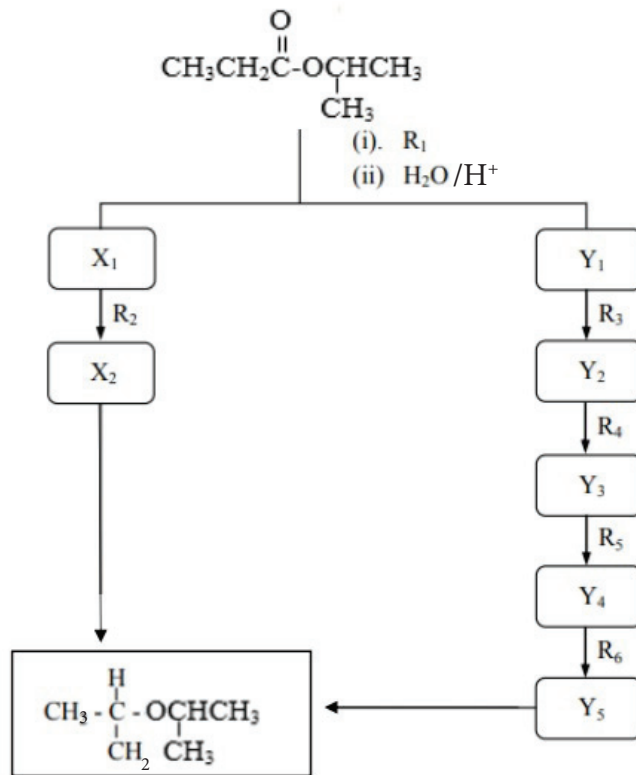 O
||
CH₃CH₂C-OCHCH₃
CH₃
(i). R₁
(ii) H₂O/H⁺
X₁
Y₁
R₂
R₃
X₂
Y₂
R₄
Y₃
R₅
Y₄
R₆
Y₅
H
CH₃ - C - OCHCH₃
CH₂ CH₃